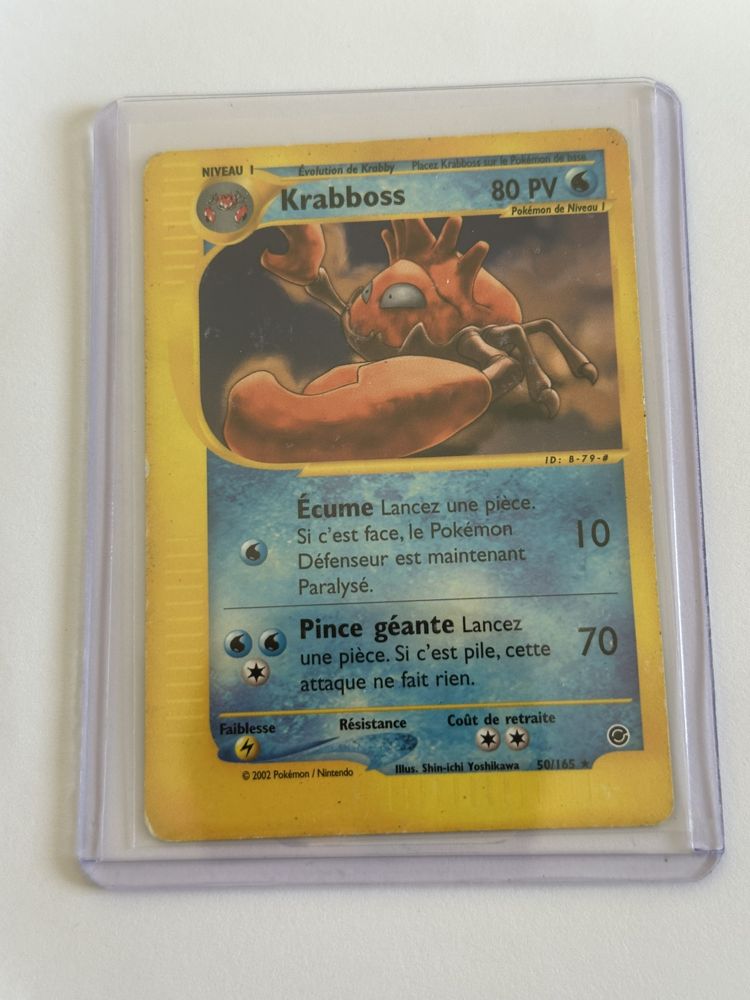 NIVEAU 1 Évolution de Krabby Placez Krabboss sur le Pokémon de base
Krabboss 80 PV
Pokémon de Niveau 1
ID: B-79-#
Écume Lancez une pièce.
Si c'est face, le Pokémon
Défenseur est maintenant
Paralysé.
10
Pince géante Lancez
une pièce. Si c'est pile, cette
attaque ne fait rien.
70
Faiblesse Résistance Coût de retraite
© 2002 Pokémon / Nintendo Illus. Shin-ichi Yoshikawa 50/165 ★